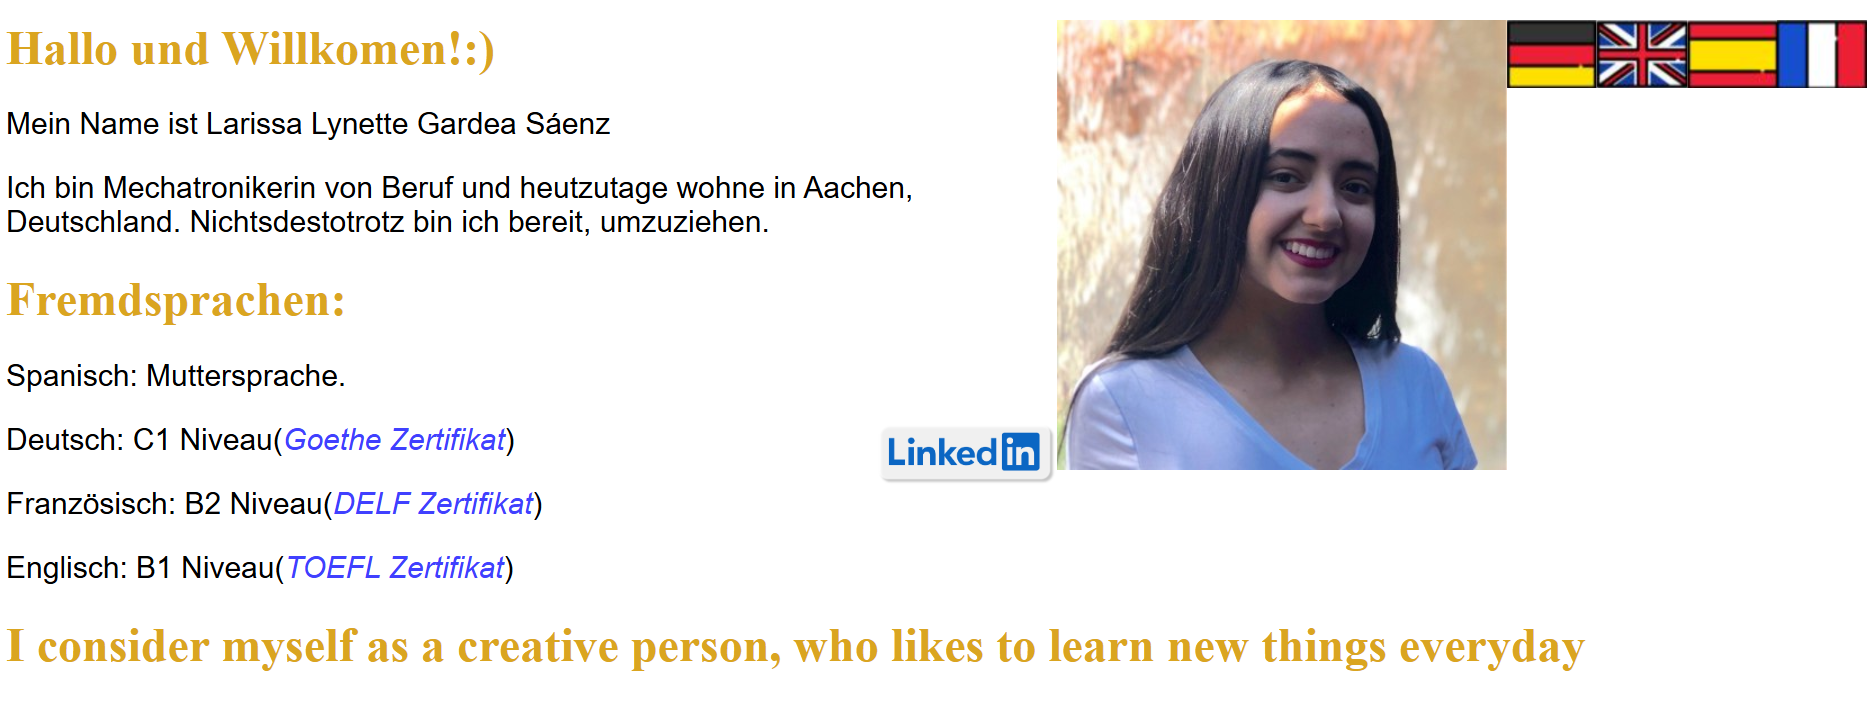 Hallo und Willkomen!:)
Mein Name ist Larissa Lynette Gardea Sáenz
Ich bin Mechatronikerin von Beruf und heutzutage wohne in Aachen,
Deutschland. Nichtsdestotrotz bin ich bereit, umzuziehen.
Fremdsprachen:
Spanisch: Muttersprache.
Deutsch: C1 Niveau(Goethe Zertifikat)
LinkedIn
Französisch: B2 Niveau(DELF Zertifikat)
Englisch: B1 Niveau(TOEFL Zertifikat)
I consider myself as a creative person, who likes to learn new things everyday